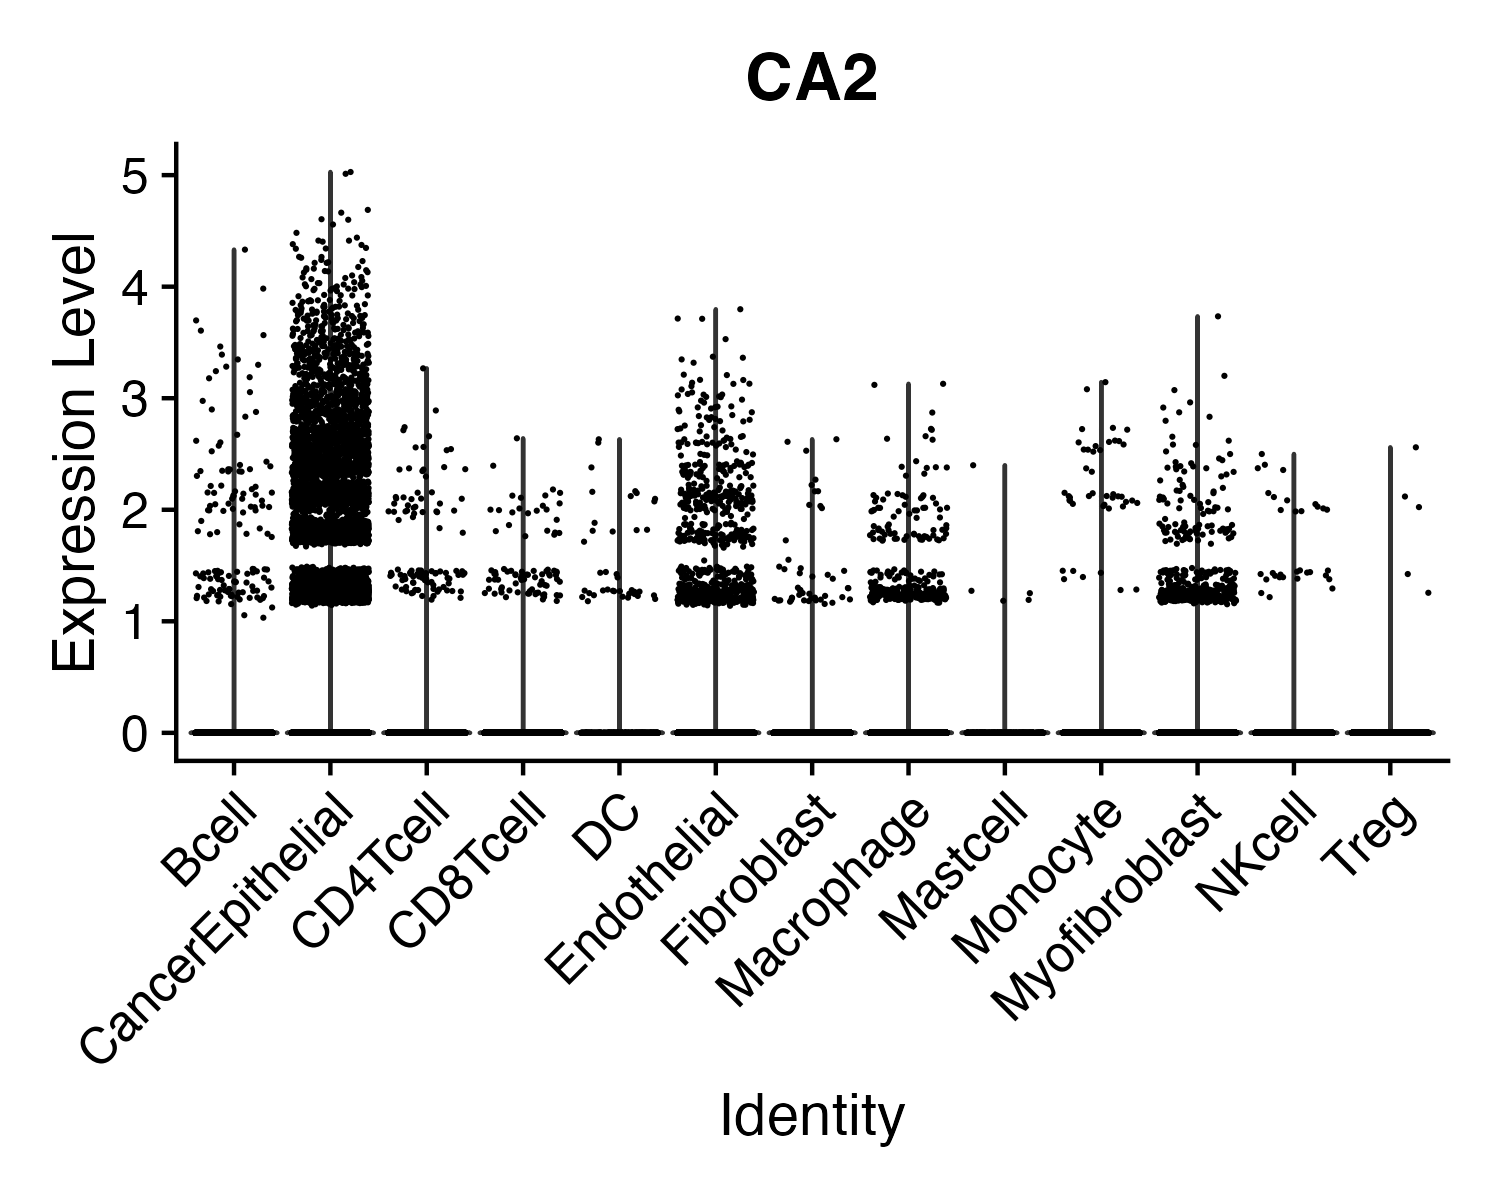 CA2
Expression Level
5
4
3
2
1
0
Bcell
CancerEpithelial
CD4Tcell
CD8Tcell
DC
Endothelial
Fibroblast
Macrophage
Mastcell
Monocyte
Myofibroblast
NKcell
Treg
Identity